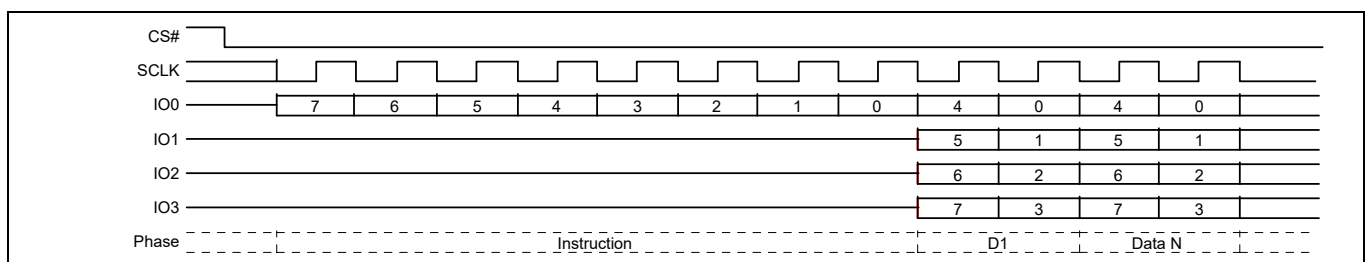 CS#
SCLK
IO0 7 6 5 4 3 2 1 0 4 0 4 0
IO1 5 1 5 1
IO2 6 2 6 2
IO3 7 3 7 3
Phase Instruction D1 Data N